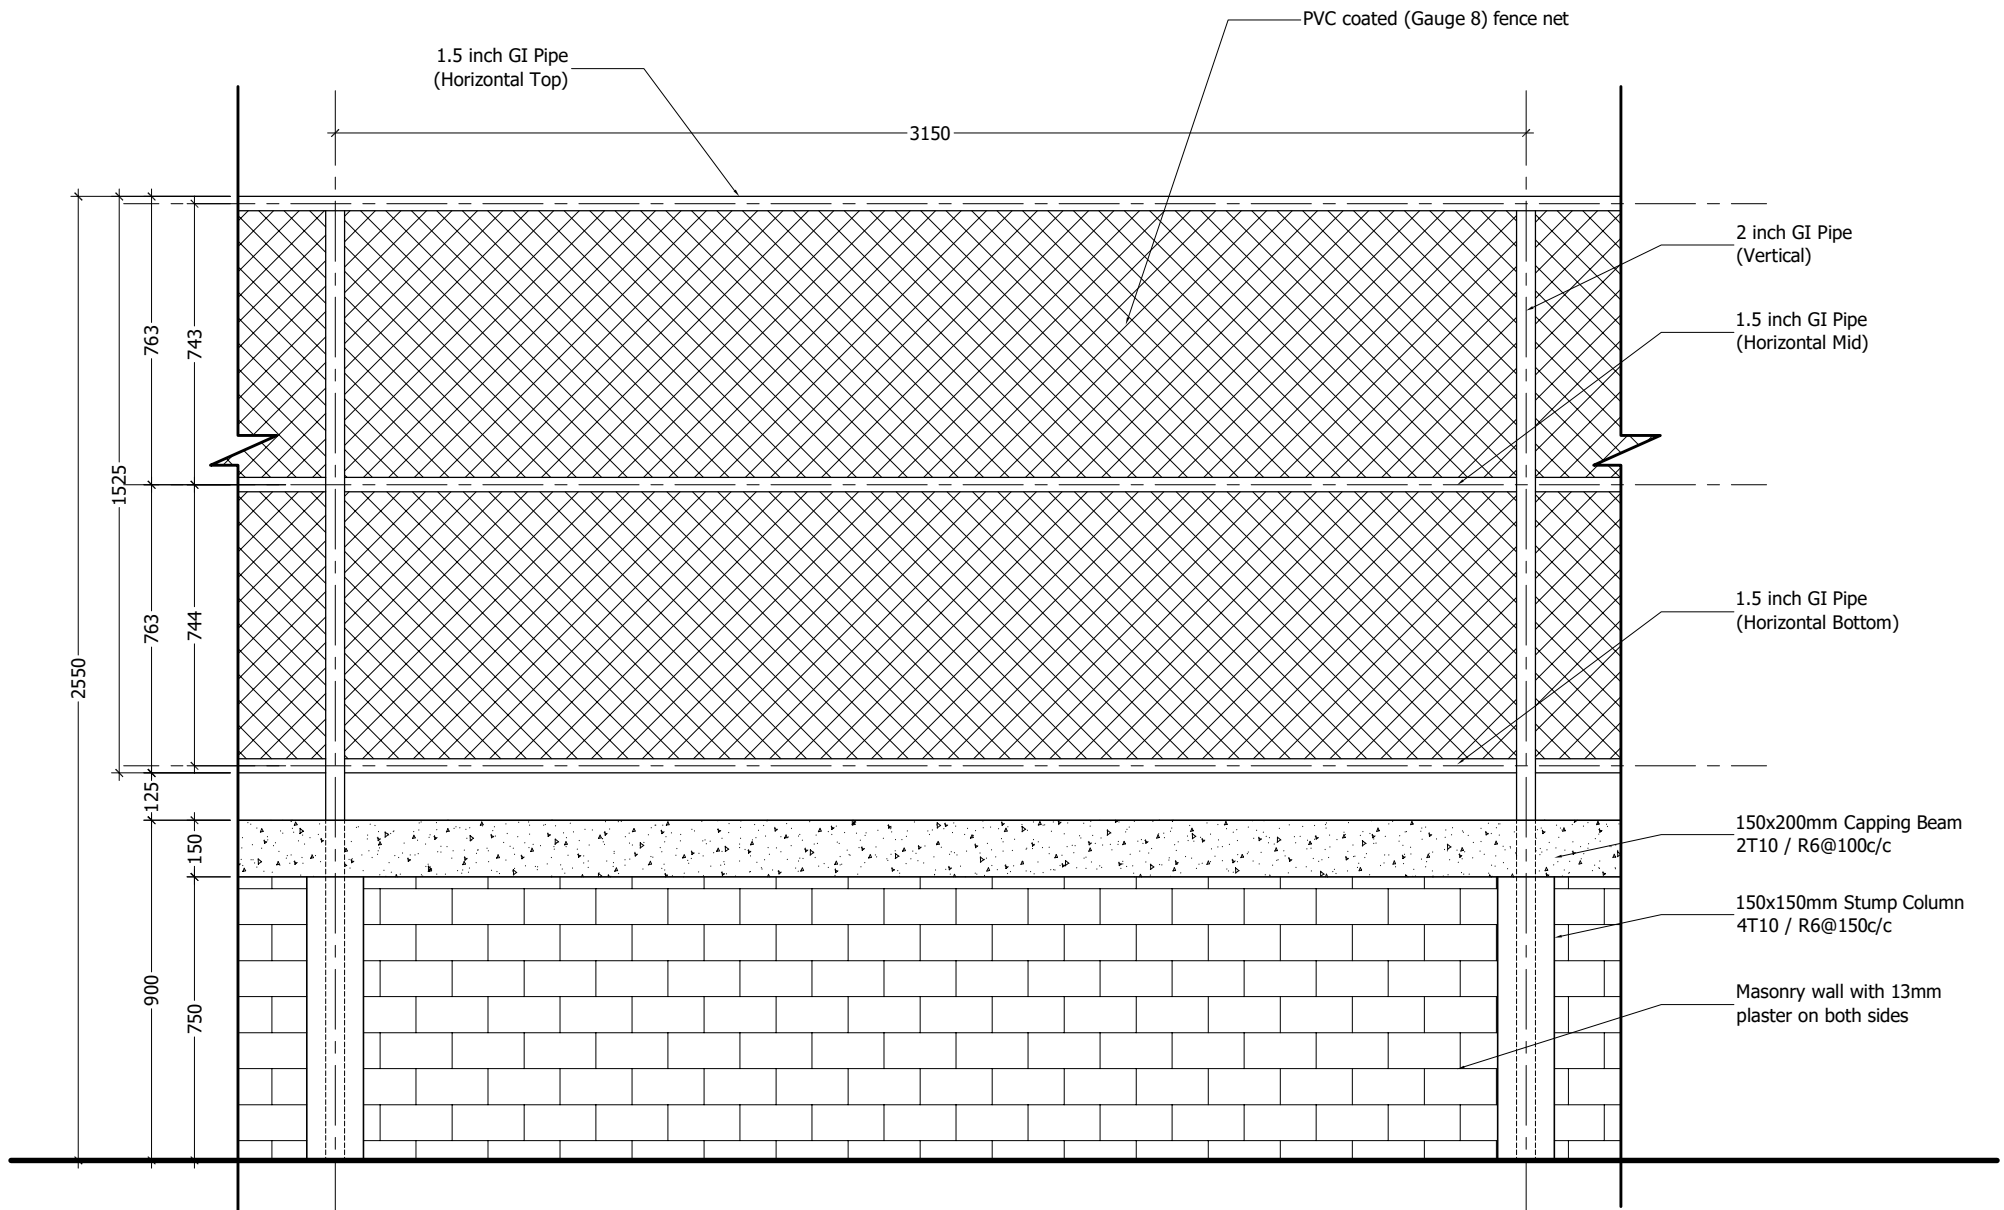 PVC coated (Gauge 8) fence net
1.5 inch GI Pipe
(Horizontal Top)
3150
2 inch GI Pipe
(Vertical)
1.5 inch GI Pipe
(Horizontal Mid)
763
743
1525
1.5 inch GI Pipe
(Horizontal Bottom)
763
744
2550
125
150
150x200mm Capping Beam
2T10 / R6@100c/c
150x150mm Stump Column
4T10 / R6@150c/c
900
750
Masonry wall with 13mm
plaster on both sides